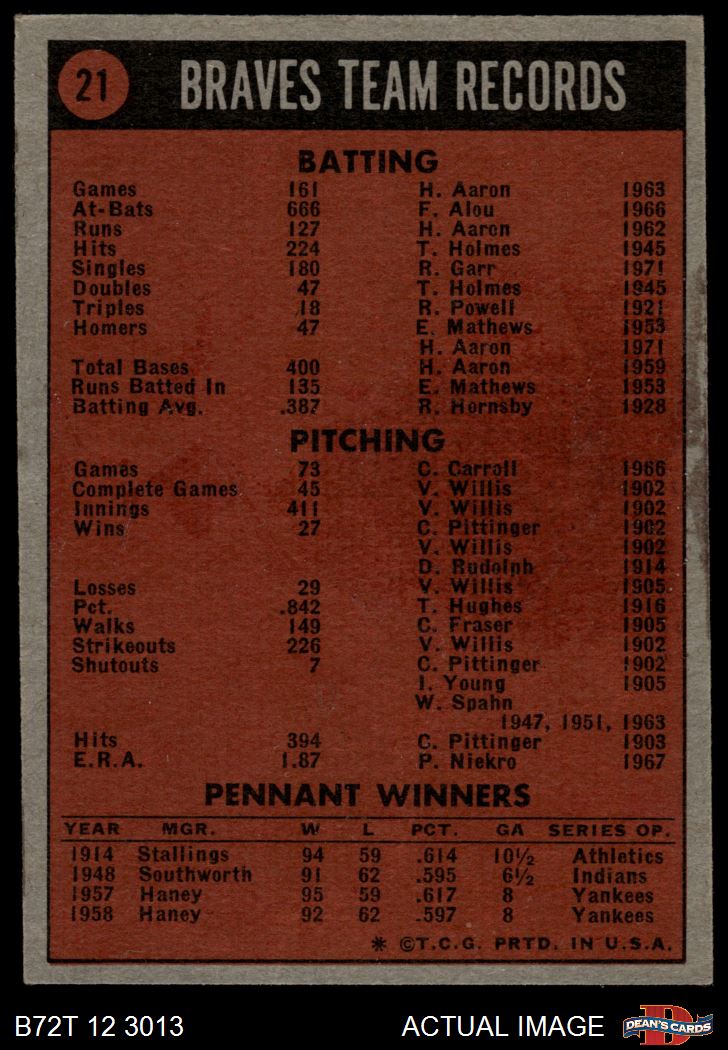 21 BRAVES TEAM RECORDS
BATTING
Games 161 H. Aaron 1963
At-Bats 666 F. Alou 1966
Runs 127 H. Aaron 1962
Hits 224 T. Holmes 1945
Singles 180 R. Garr 1971
Doubles 47 T. Holmes 1945
Triples 18 R. Powell 1921
Homers 47 E. Mathews 1953
H. Aaron 1971
Total Bases 400 H. Aaron 1959
Runs Batted In 135 E. Mathews 1953
Batting Avg. .387 R. Hornsby 1928
PITCHING
Games 73 C. Carroll 1966
Complete Games 45 V. Willis 1902
Innings 411 V. Willis 1902
Wins 27 C. Pittinger 1902
V. Willis 1902
D. Rudolph 1914
Losses 29 V. Willis 1905
Pct. .842 T. Hughes 1916
Walks 149 C. Fraser 1905
Strikeouts 226 V. Willis 1902
Shutouts 7 C. Pittinger 1902
I. Young 1905
W. Spahn
1947, 1951, 1963
Hits 394 C. Pittinger 1903
E.R.A. 1.87 P. Niekro 1967
PENNANT WINNERS
YEAR MGR. W L PCT. GA SERIES OP.
1914 Stallings 94 59 .614 10½ Athletics
1948 Southworth 91 62 .595 6½ Indians
1957 Haney 95 59 .617 8 Yankees
1958 Haney 92 62 .597 8 Yankees
* ©T.C.G. PRTD. IN U.S.A.
B72T 12 3013 ACTUAL IMAGE D DEAN'S CARDS